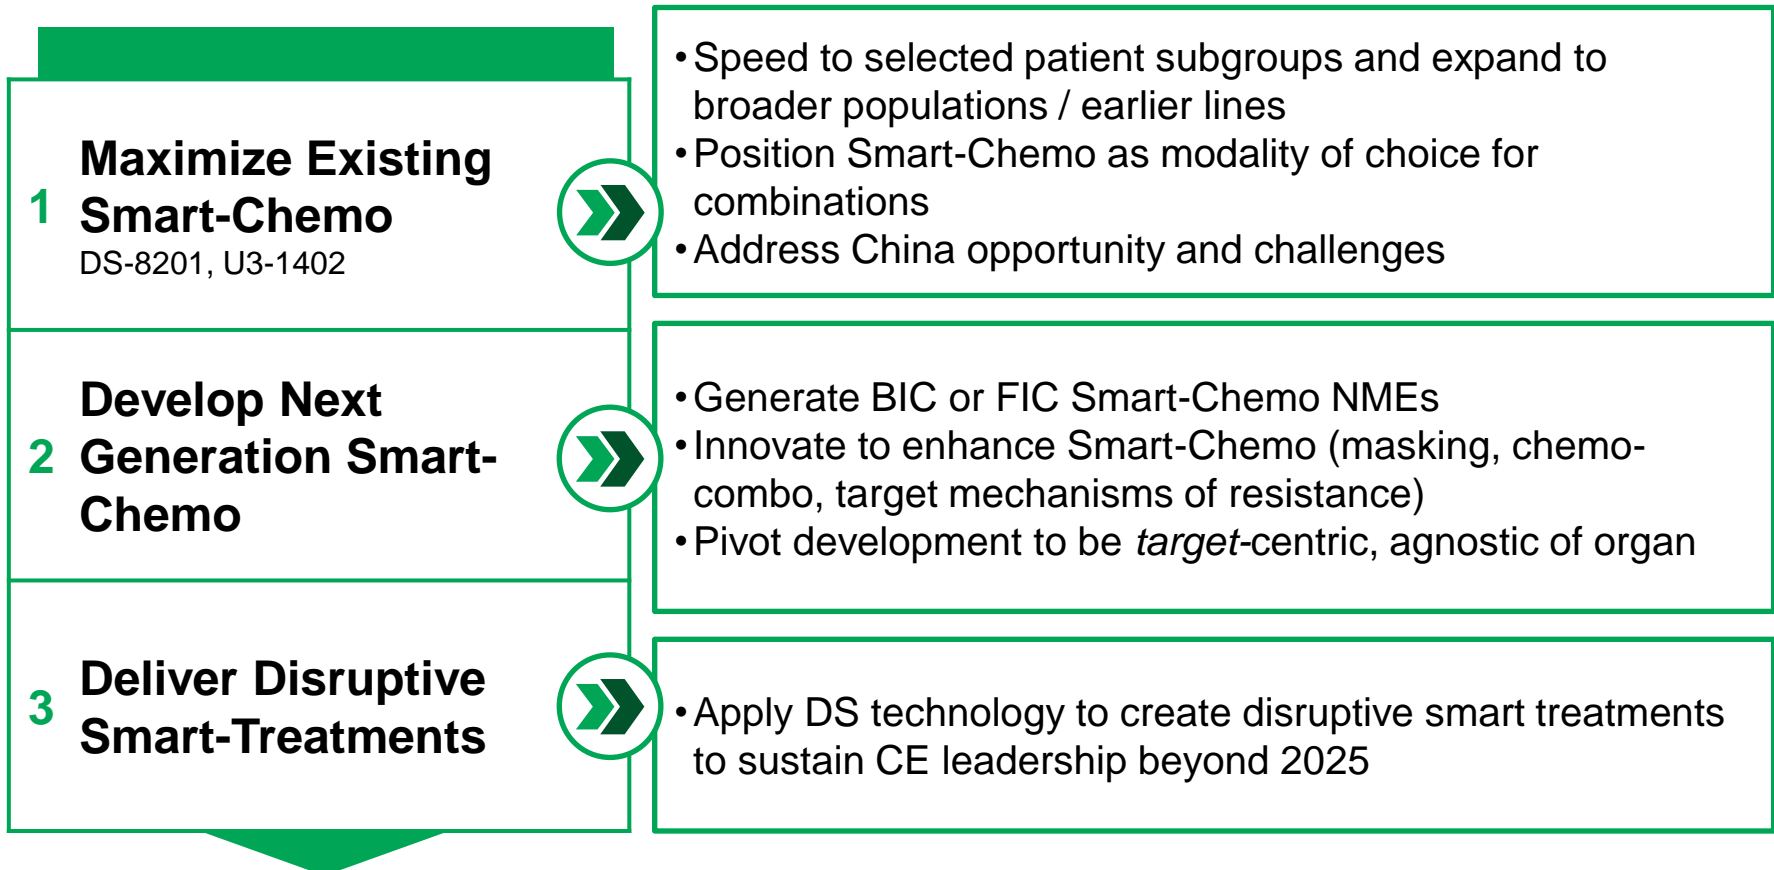 1
Maximize Existing
Smart-Chemo
DS-8201, U3-1402
•Speed to selected patient subgroups and expand to
broader populations / earlier lines
•Position Smart-Chemo as modality of choice for
combinations
•Address China opportunity and challenges
2
Develop Next
Generation Smart-
Chemo
•Generate BIC or FIC Smart-Chemo NMEs
•Innovate to enhance Smart-Chemo (masking, chemo-
combo, target mechanisms of resistance)
•Pivot development to be target-centric, agnostic of organ
3
Deliver Disruptive
Smart-Treatments
•Apply DS technology to create disruptive smart treatments
to sustain CE leadership beyond 2025